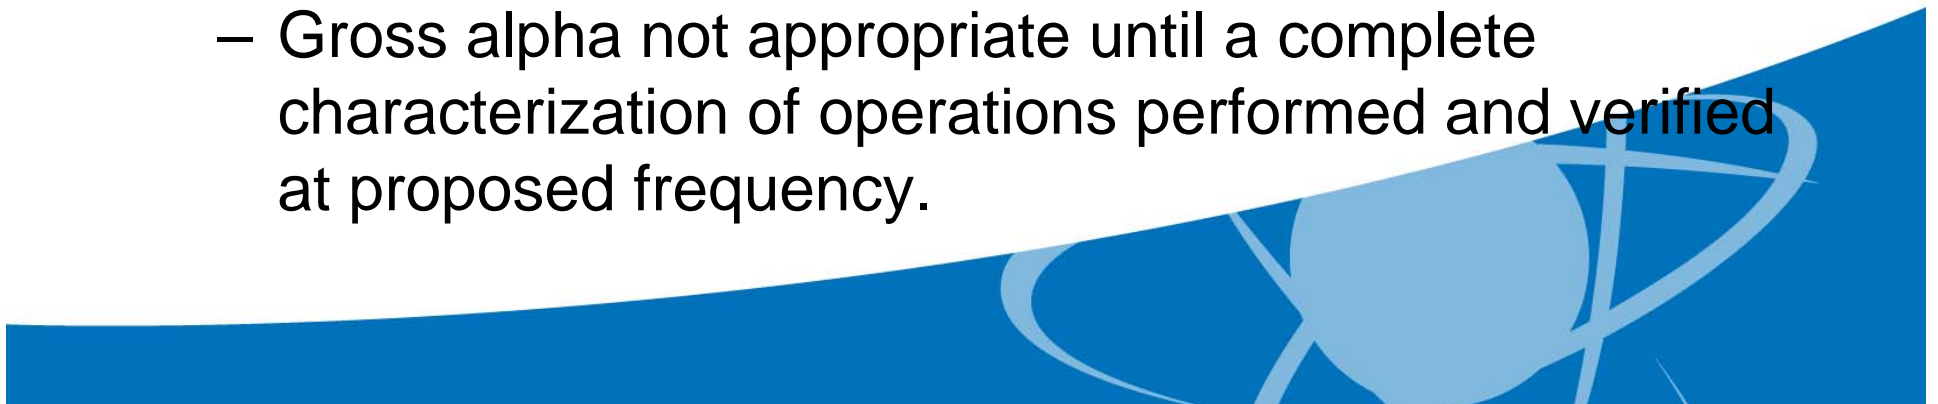 – Gross alpha not appropriate until a complete
characterization of operations performed and verified
at proposed frequency.